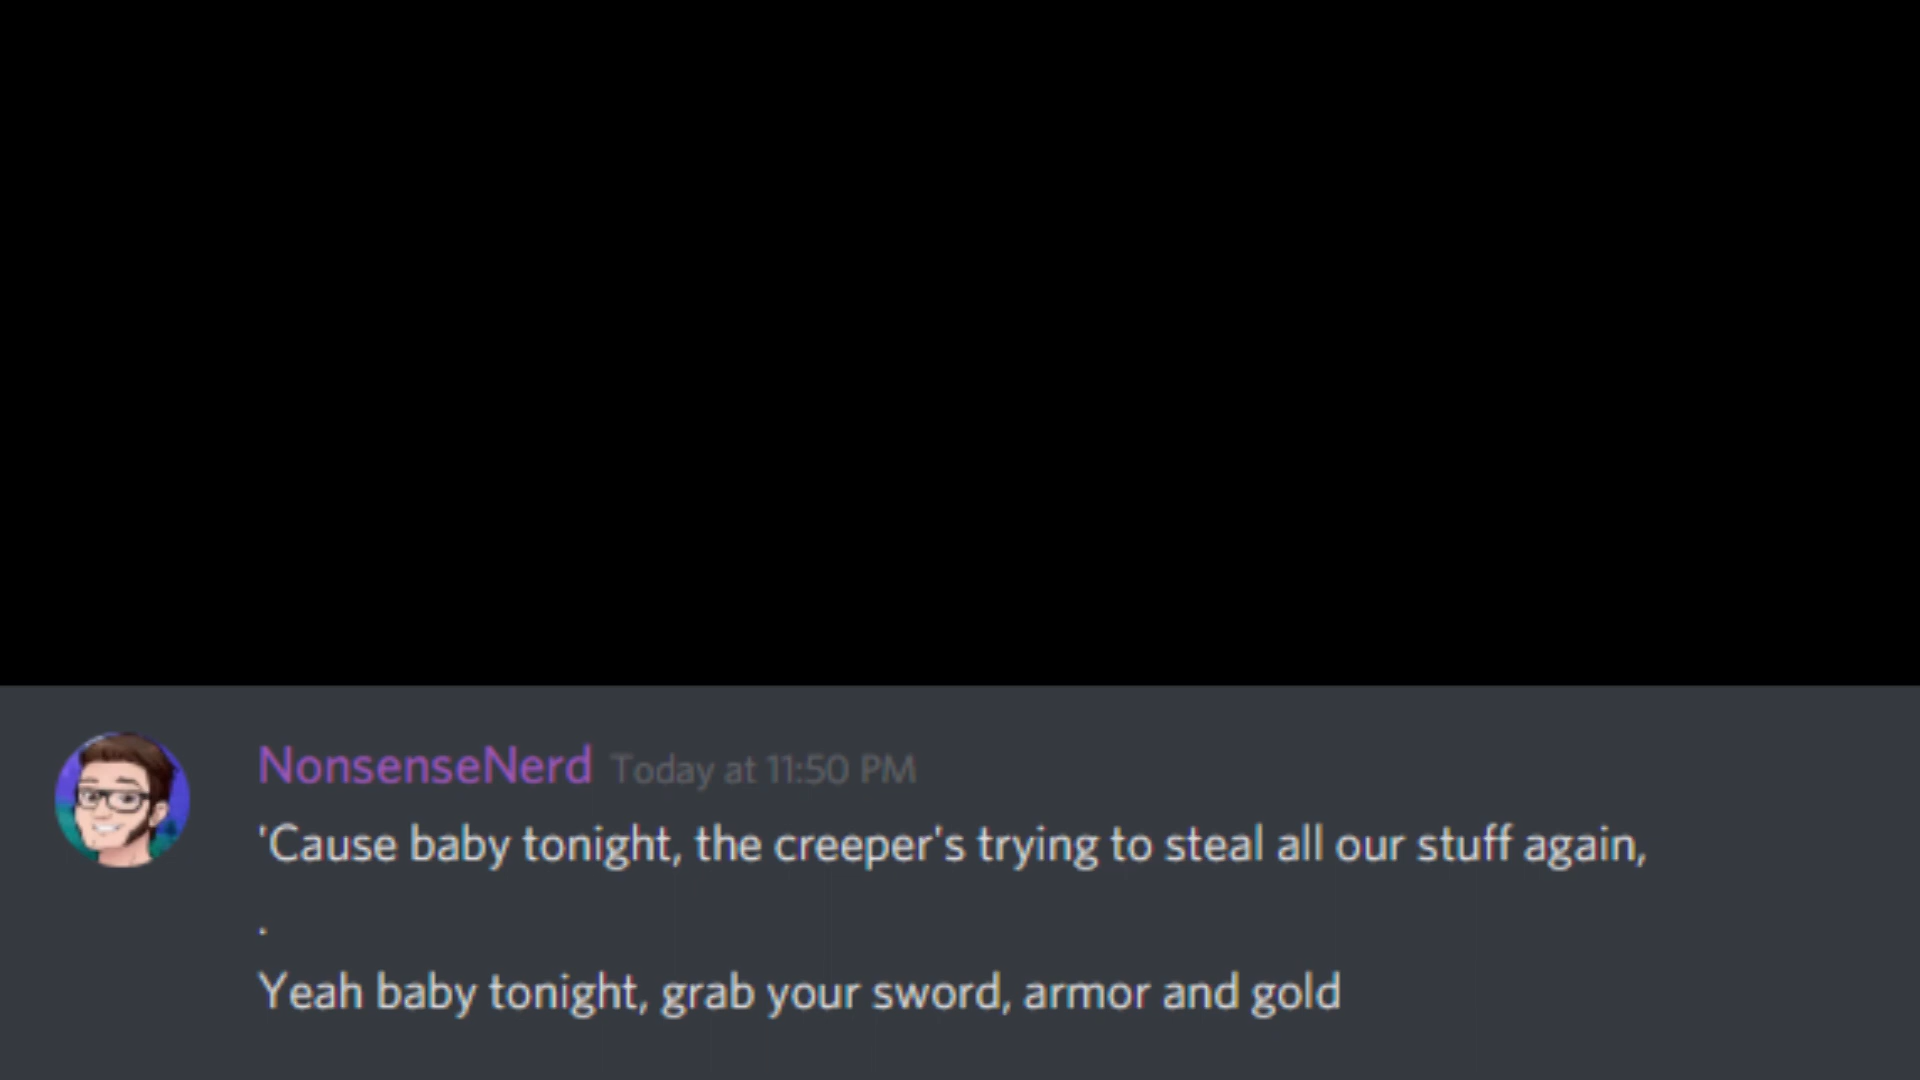 NonsenseNerd Today at 11:50 PM
'Cause baby tonight, the creeper's trying to steal all our stuff again,
.
Yeah baby tonight, grab your sword, armor and gold